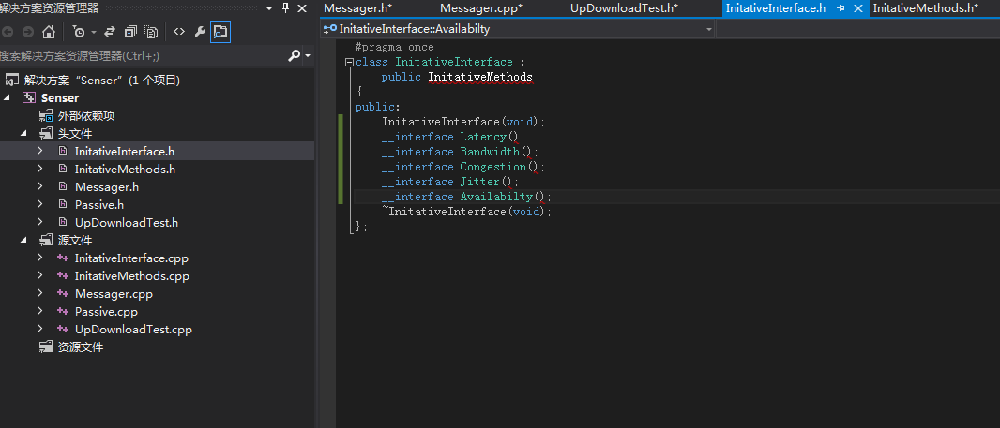 解决方案资源管理器
搜索解决方案资源管理器(Ctrl+;)
解决方案“Senser”(1 个项目)
Senser
外部依赖项
头文件
InitativeInterface.h
InitativeMethods.h
Messager.h
Passive.h
UpDownloadTest.h
源文件
InitativeInterface.cpp
InitativeMethods.cpp
Messager.cpp
Passive.cpp
UpDownloadTest.cpp
资源文件
Messager.h* Messager.cpp* UpDownloadTest.h* InitativeInterface.h InitativeMethods.h*
InitativeInterface::Availabilty
#pragma once
class InitativeInterface :
public InitativeMethods
{
public:
InitativeInterface(void);
__interface Latency();
__interface Bandwidth();
__interface Congestion();
__interface Jitter();
__interface Availabilty();
~InitativeInterface(void);
};